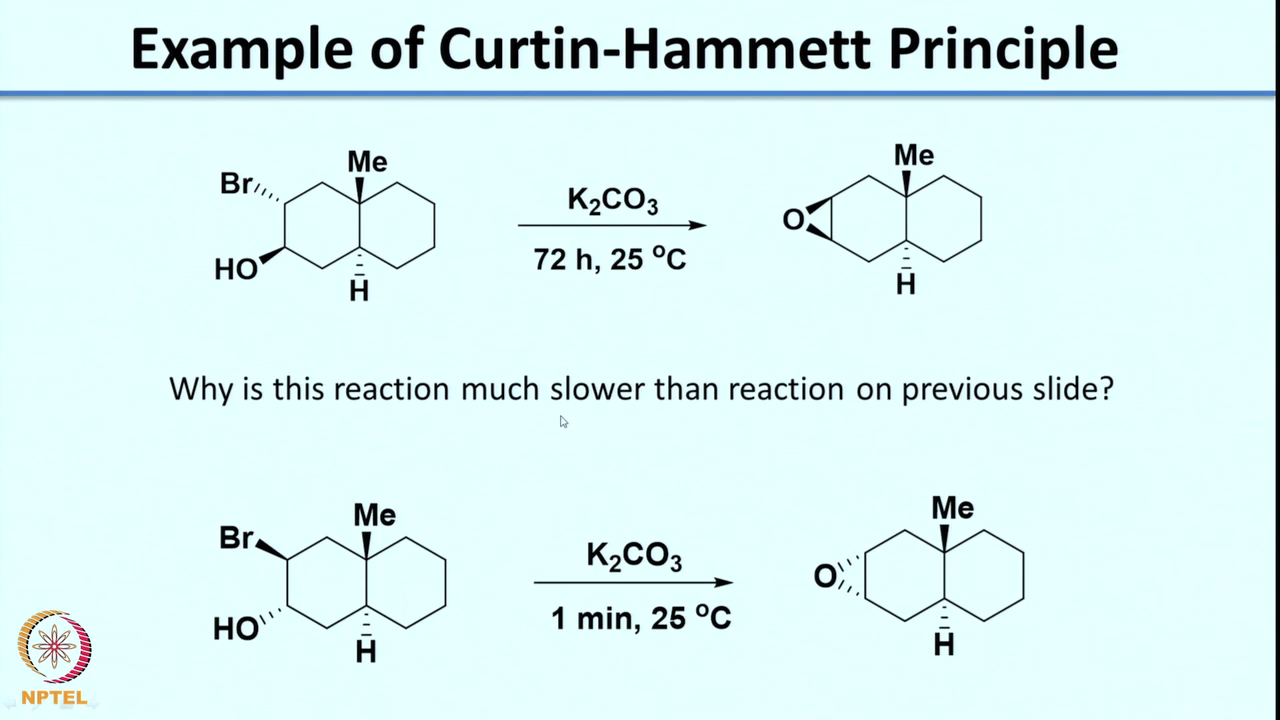 Example of Curtin-Hammett Principle
Me
Br
HO
H
K₂CO₃
72 h, 25 °C
Me
O
H
Why is this reaction much slower than reaction on previous slide?
Me
Br
HO
H
K₂CO₃
1 min, 25 °C
Me
O
H
NPTEL